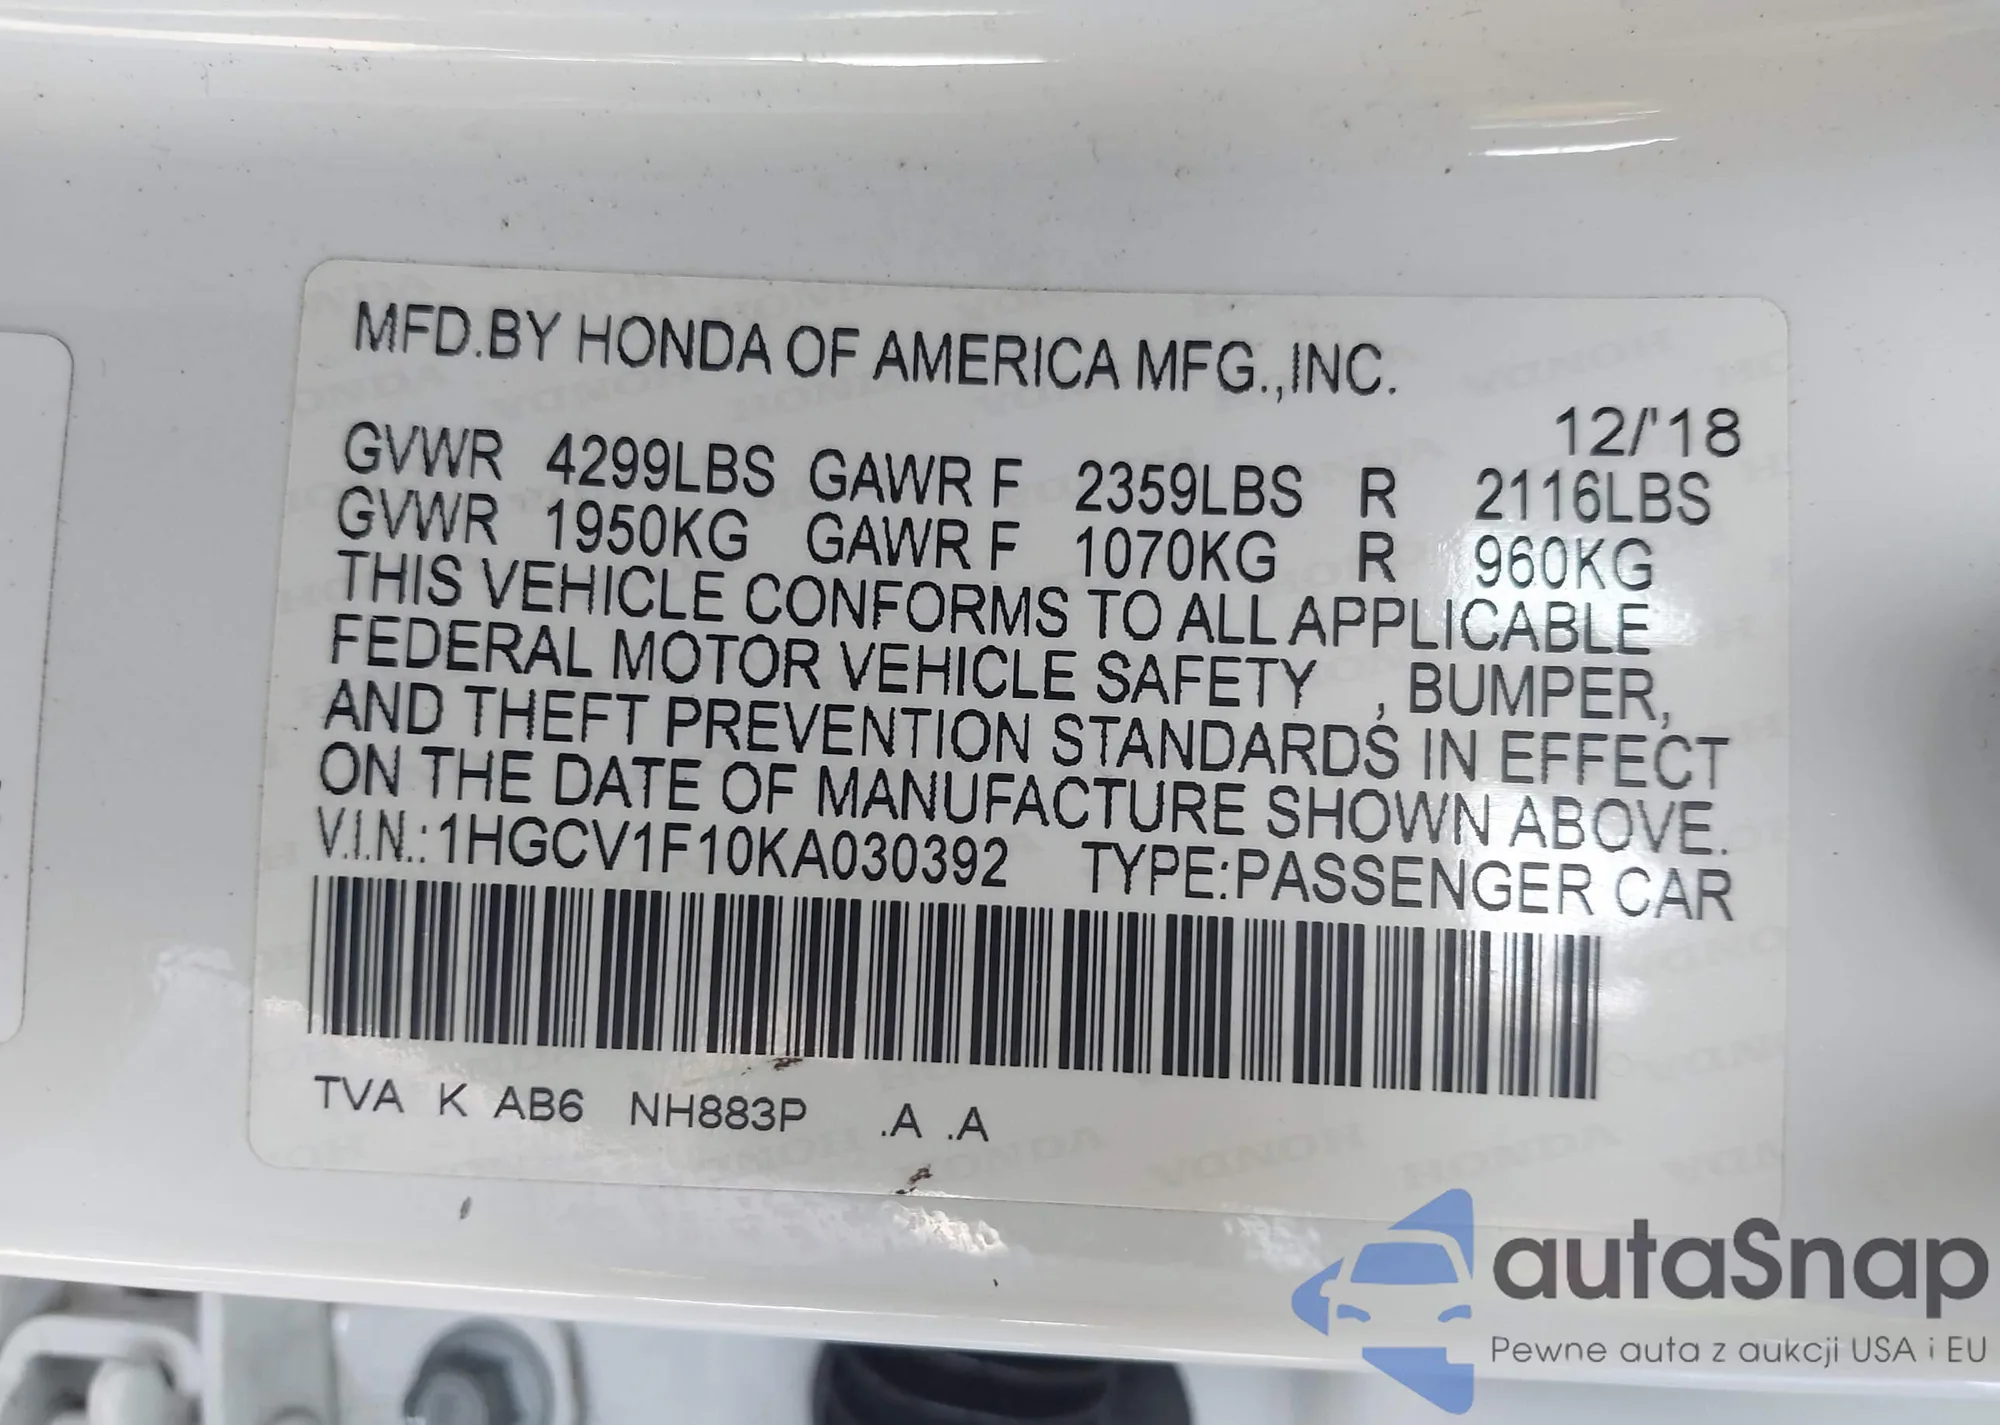 MFD.BY HONDA OF AMERICA MFG.,INC.
12/'18
GVWR 4299LBS GAWR F 2359LBS R 2116LBS
GVWR 1950KG GAWR F 1070KG R 960KG
THIS VEHICLE CONFORMS TO ALL APPLICABLE
FEDERAL MOTOR VEHICLE SAFETY , BUMPER,
AND THEFT PREVENTION STANDARDS IN EFFECT
ON THE DATE OF MANUFACTURE SHOWN ABOVE.
V.I.N.:1HGCV1F10KA030392 TYPE:PASSENGER CAR
TVA K AB6 NH883P .A .A
autaSnap
Pewne auta z aukcji USA i EU